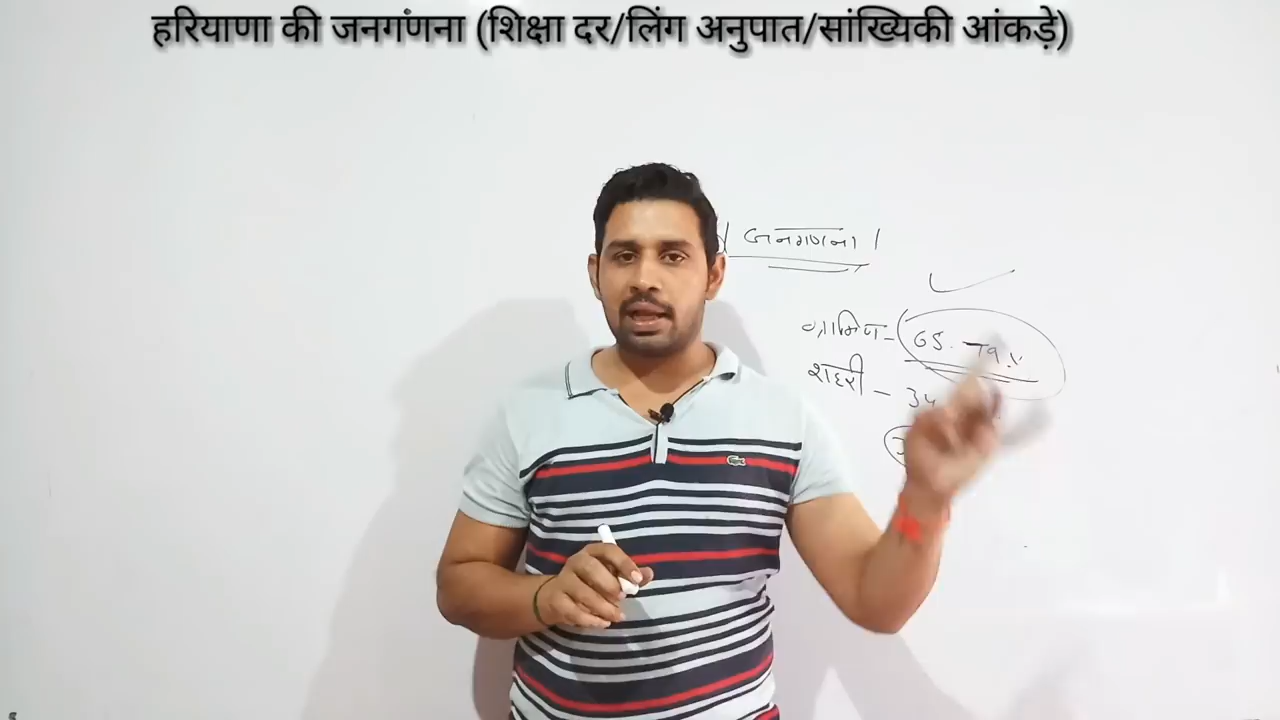 हरियाणा की जनगंणना (शिक्षा दर/लिंग अनुपात/सांख्यिकी आंकड़े)
जनगणना ।
ग्रामिण - 65.
शहरी - 34